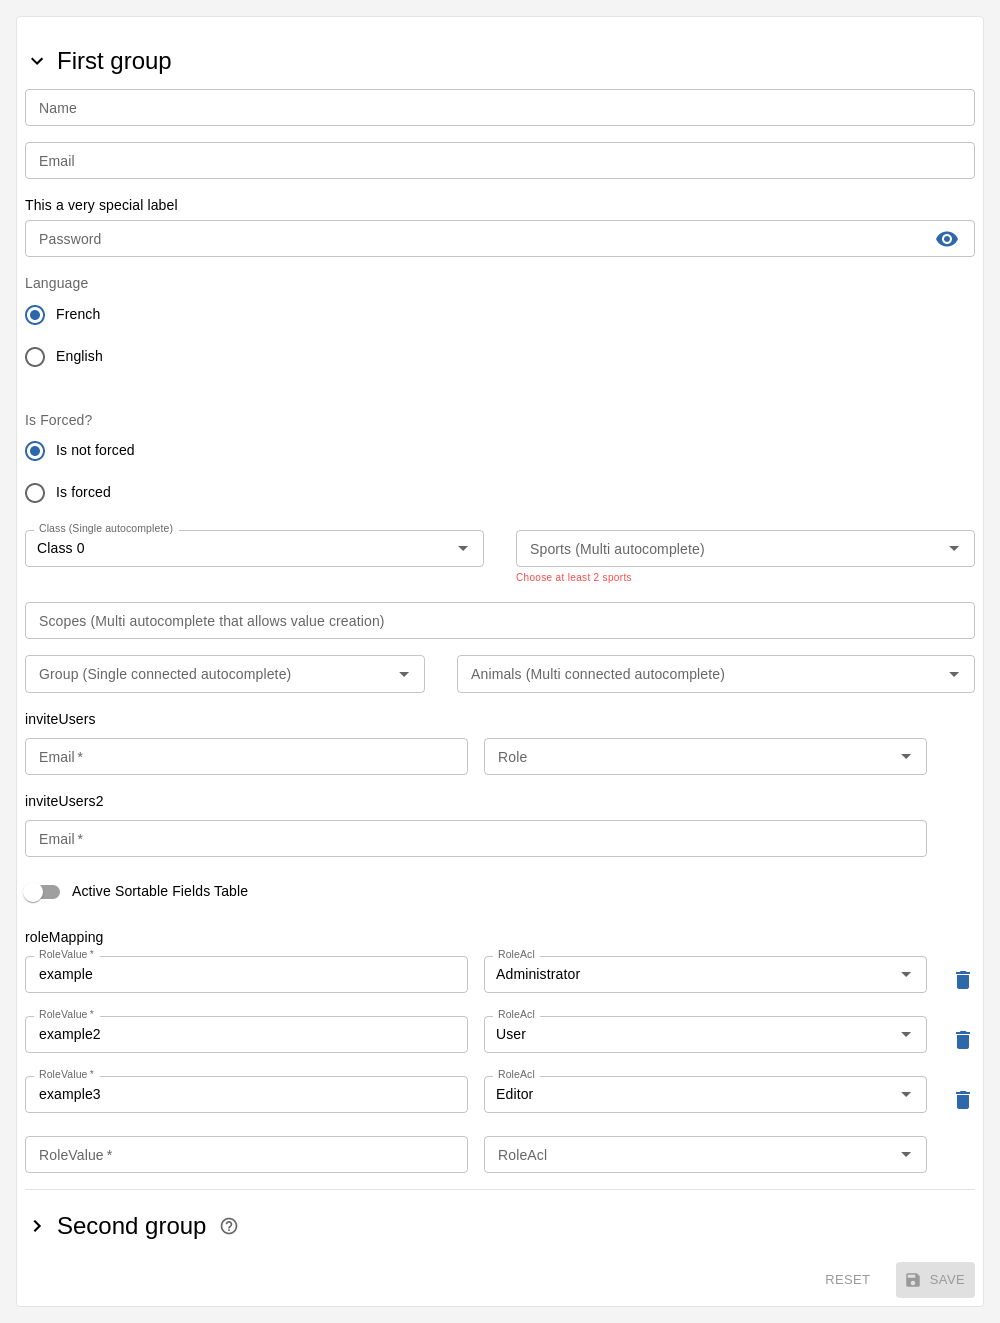 First group
Name
Email
This a very special label
Password
Language
French
English
Is Forced?
Is not forced
Is forced
Class (Single autocomplete)
Class 0
Sports (Multi autocomplete)
Choose at least 2 sports
Scopes (Multi autocomplete that allows value creation)
Group (Single connected autocomplete)
Animals (Multi connected autocomplete)
inviteUsers
Email *
Role
inviteUsers2
Email *
Active Sortable Fields Table
roleMapping
RoleValue *
RoleAcl
example
Administrator
RoleValue *
RoleAcl
example2
User
RoleValue *
RoleAcl
example3
Editor
RoleValue *
RoleAcl
Second group
RESET
SAVE